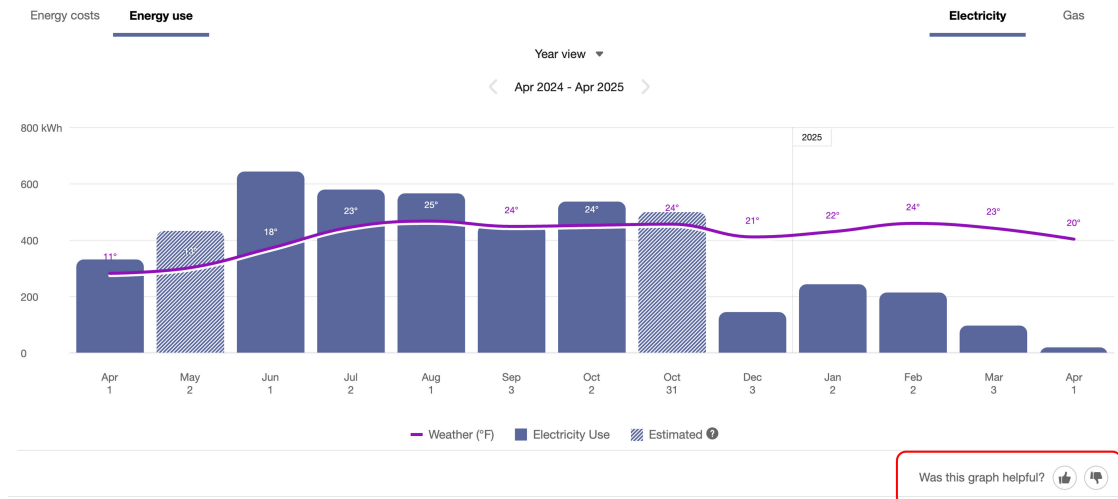 Energy costs
Energy use
Electricity
Gas
Year view
Apr 2024 - Apr 2025
800 kWh
2025
600
400
200
0
11°
11°
18°
23°
25°
24°
24°
24°
21°
22°
24°
23°
20°
Apr
1
May
2
Jun
1
Jul
2
Aug
1
Sep
3
Oct
2
Oct
31
Dec
3
Jan
2
Feb
2
Mar
3
Apr
1
Weather (°F)
Electricity Use
Estimated ?
Was this graph helpful?